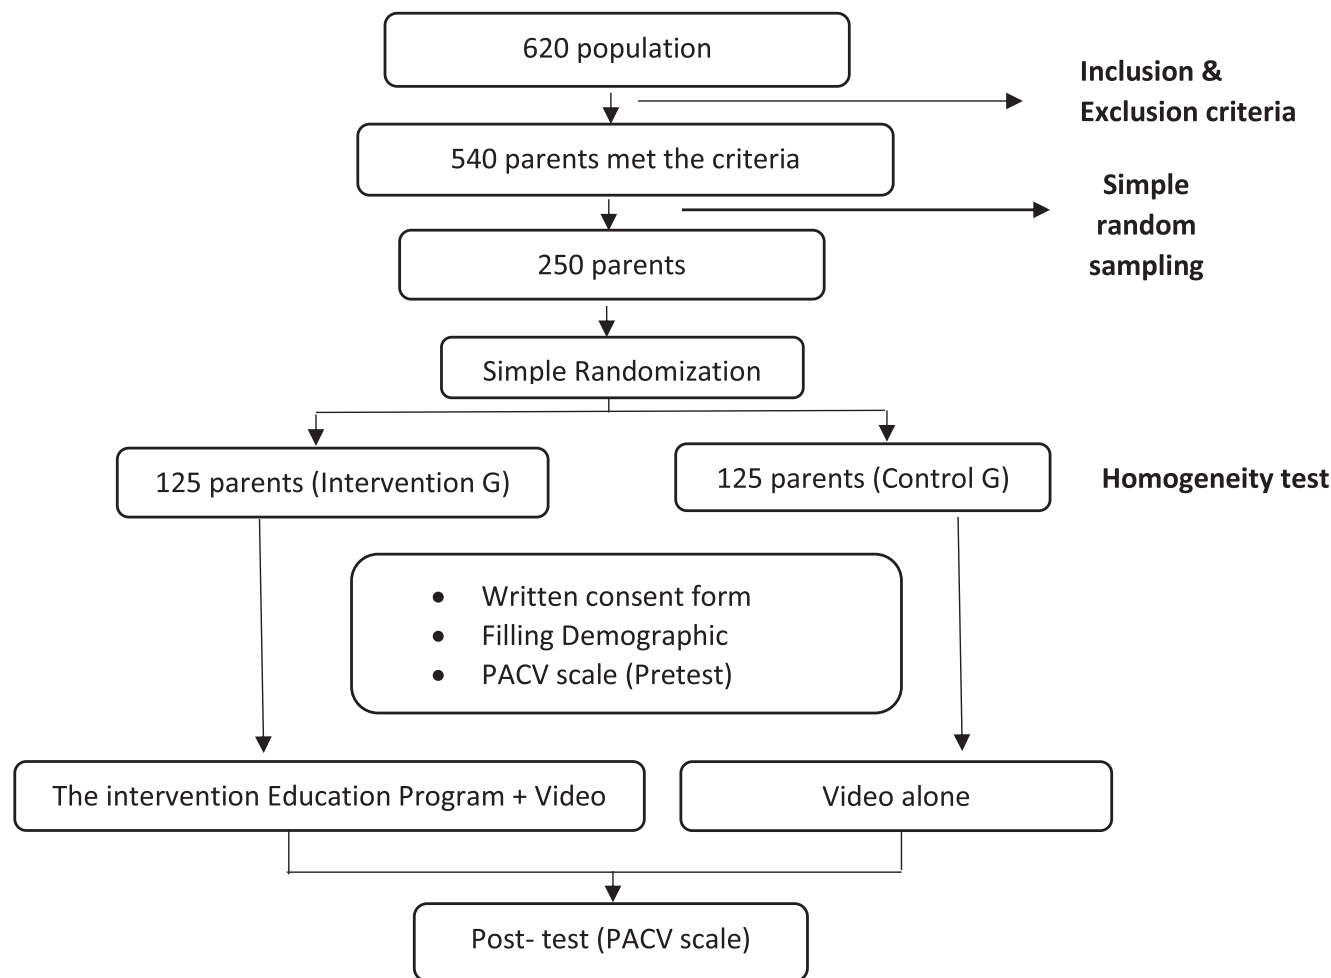 620 population
Inclusion &
Exclusion criteria
540 parents met the criteria
Simple
random
sampling
250 parents
Simple Randomization
125 parents (Intervention G)
125 parents (Control G)
Homogeneity test
• Written consent form
• Filling Demographic
• PACV scale (Pretest)
The intervention Education Program + Video
Video alone
Post- test (PACV scale)